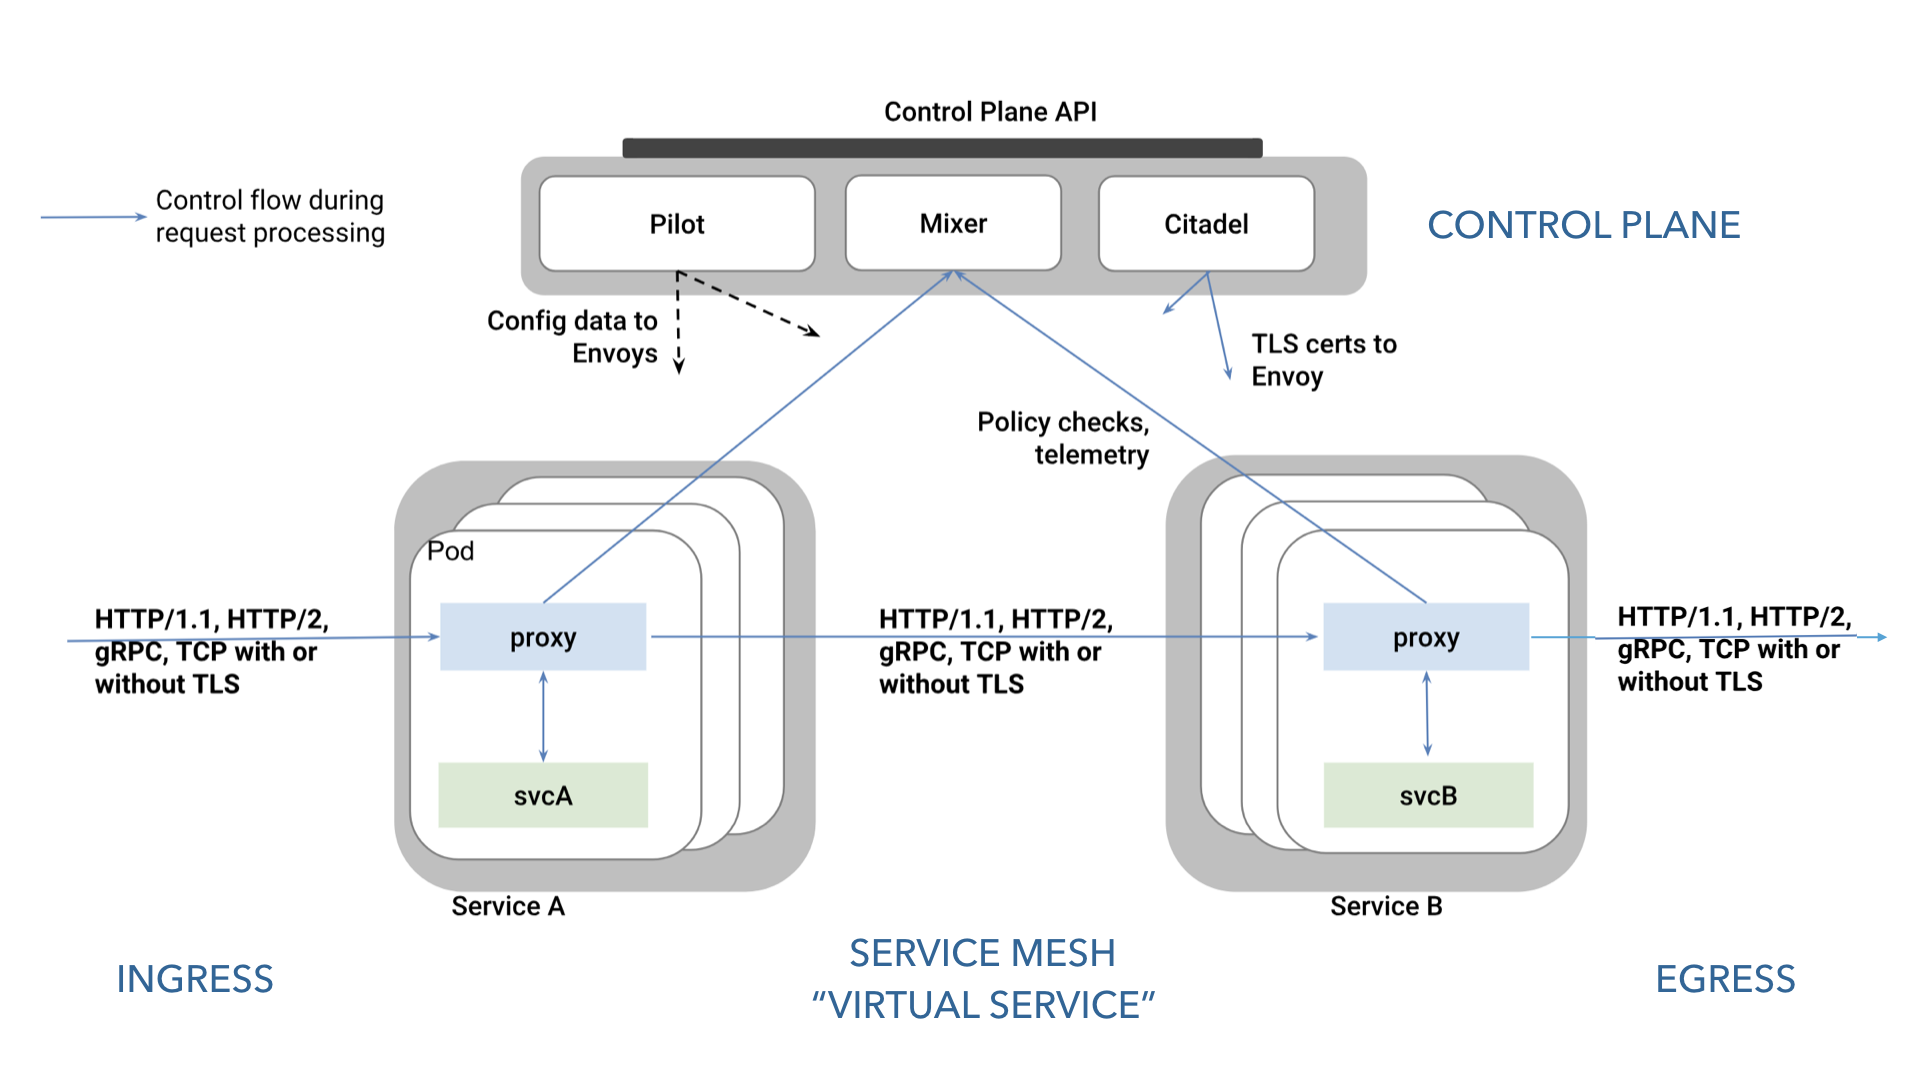 Control Plane API
Control flow during
request processing
Pilot
Mixer
Citadel
CONTROL PLANE
Config data to
Envoys
TLS certs to
Envoy
Policy checks,
telemetry
Pod
HTTP/1.1, HTTP/2,
gRPC, TCP with or
without TLS
proxy
HTTP/1.1, HTTP/2,
gRPC, TCP with or
without TLS
proxy
HTTP/1.1, HTTP/2,
gRPC, TCP with or
without TLS
svcA
svcB
Service A
Service B
INGRESS
SERVICE MESH
“VIRTUAL SERVICE”
EGRESS